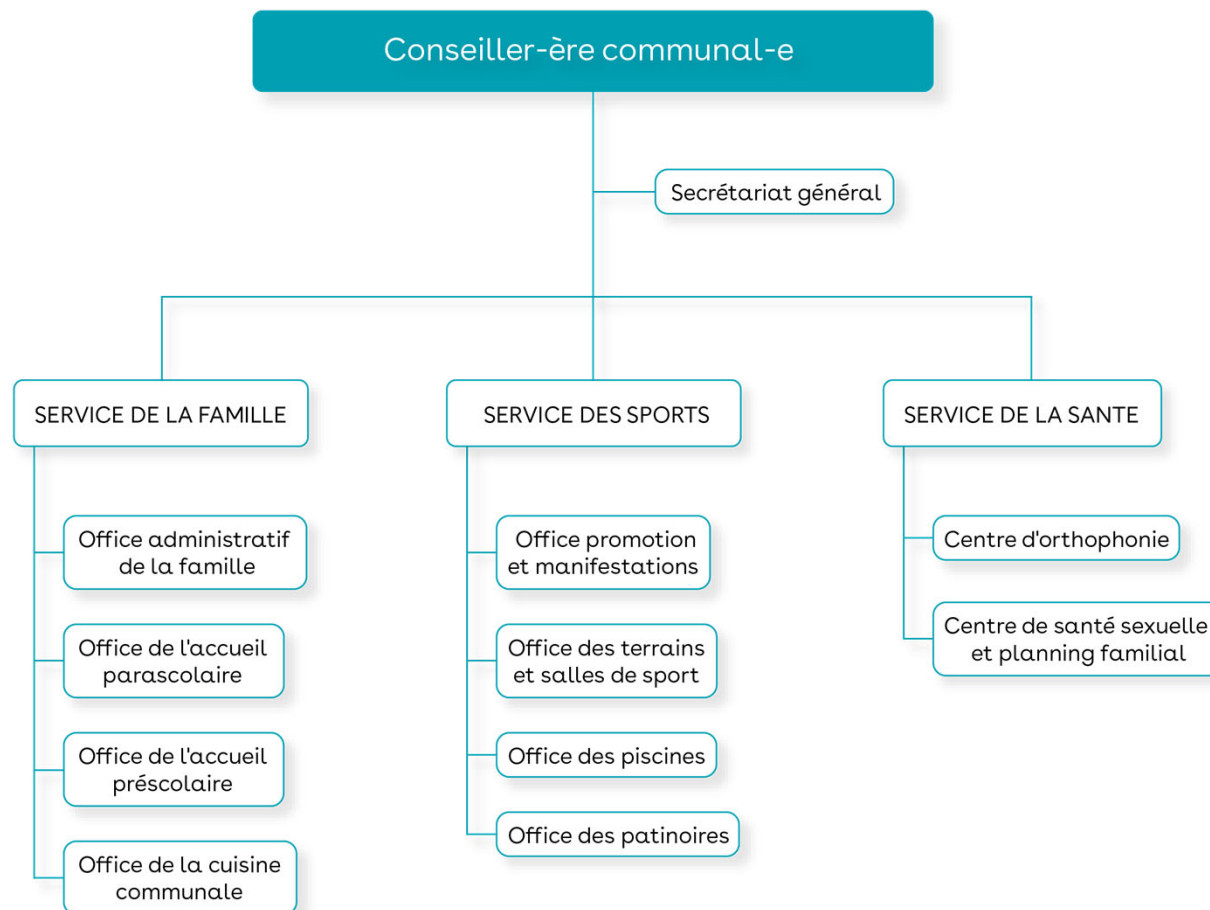 Conseiller-ère communal-e
Secrétariat général
SERVICE DE LA FAMILLE
Office administratif
de la famille
Office de l'accueil
parascolaire
Office de l'accueil
préscolaire
Office de la cuisine
communale
SERVICE DES SPORTS
Office promotion
et manifestations
Office des terrains
et salles de sport
Office des piscines
Office des patinoires
SERVICE DE LA SANTE
Centre d'orthophonie
Centre de santé sexuelle
et planning familial